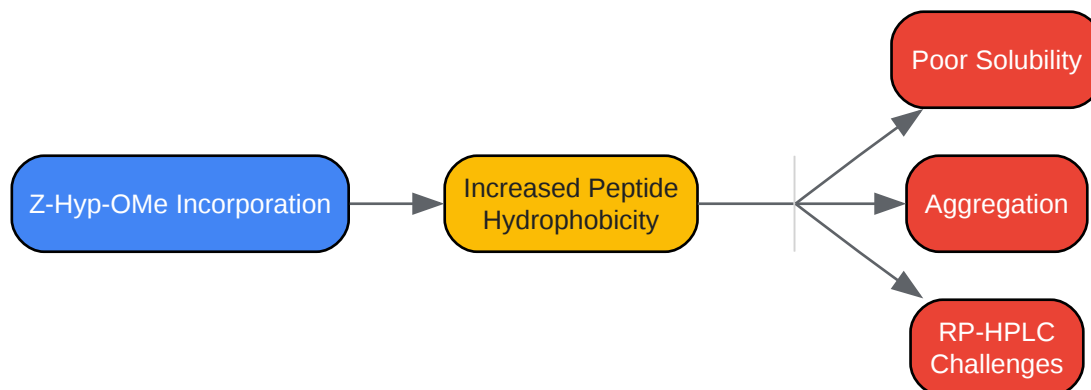 Z-Hyp-OMe Incorporation
Increased Peptide
Hydrophobicity
Poor Solubility
Aggregation
RP-HPLC
Challenges